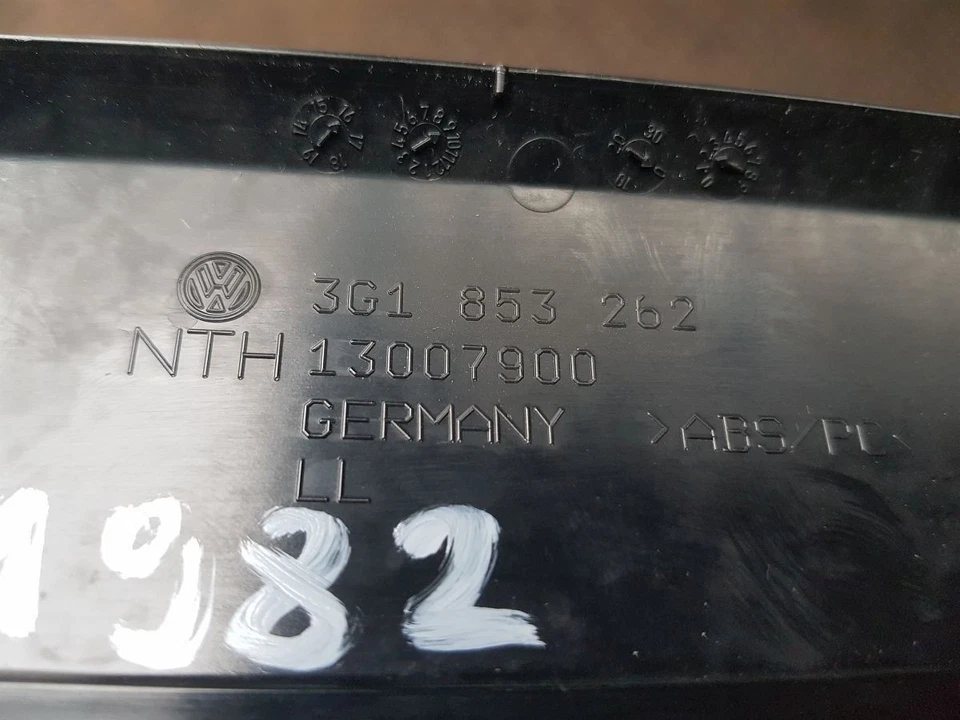 3G1 853 262
NTH 13007900
GERMANY >ABS/PC<
LL
1982